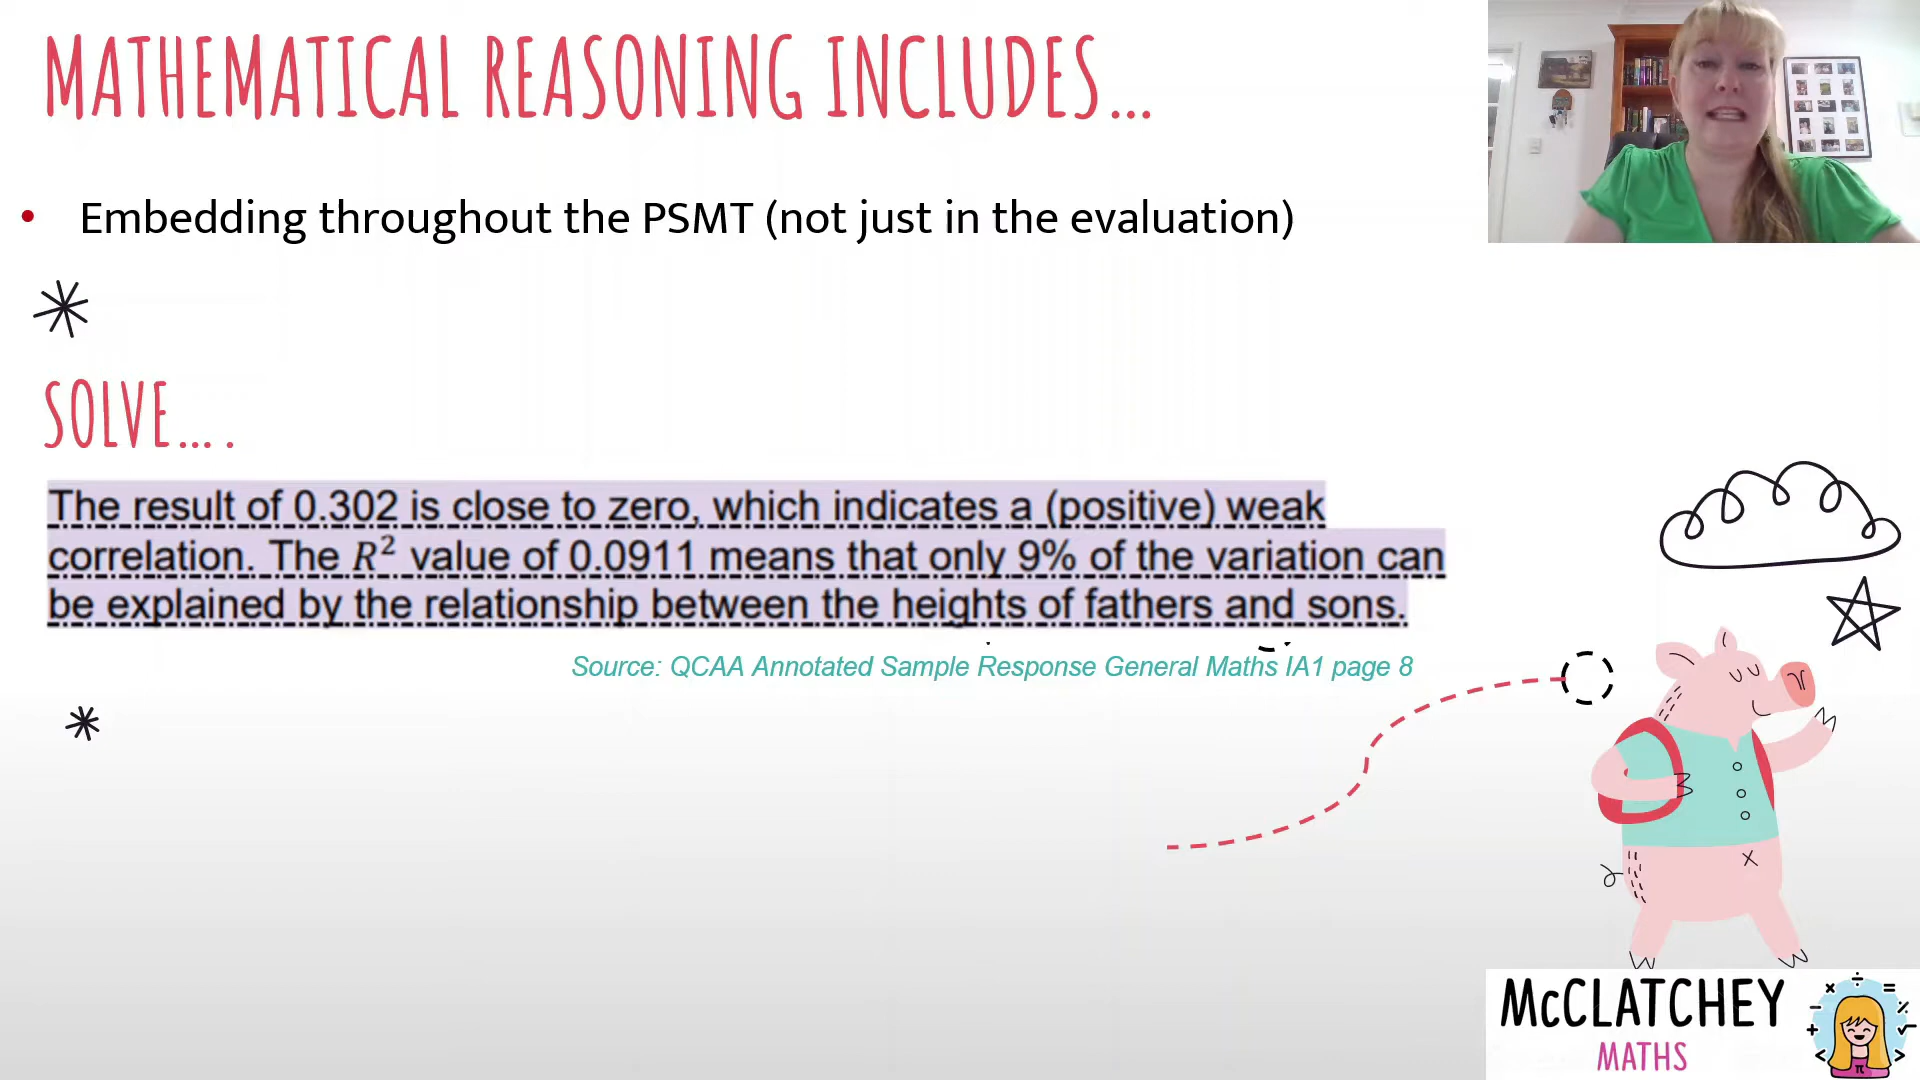 MATHEMATICAL REASONING INCLUDES...
• Embedding throughout the PSMT (not just in the evaluation)
SOLVE....
The result of 0.302 is close to zero, which indicates a (positive) weak
correlation. The R² value of 0.0911 means that only 9% of the variation can
be explained by the relationship between the heights of fathers and sons.
Source: QCAA Annotated Sample Response General Maths IA1 page 8
McCLATCHEY
MATHS